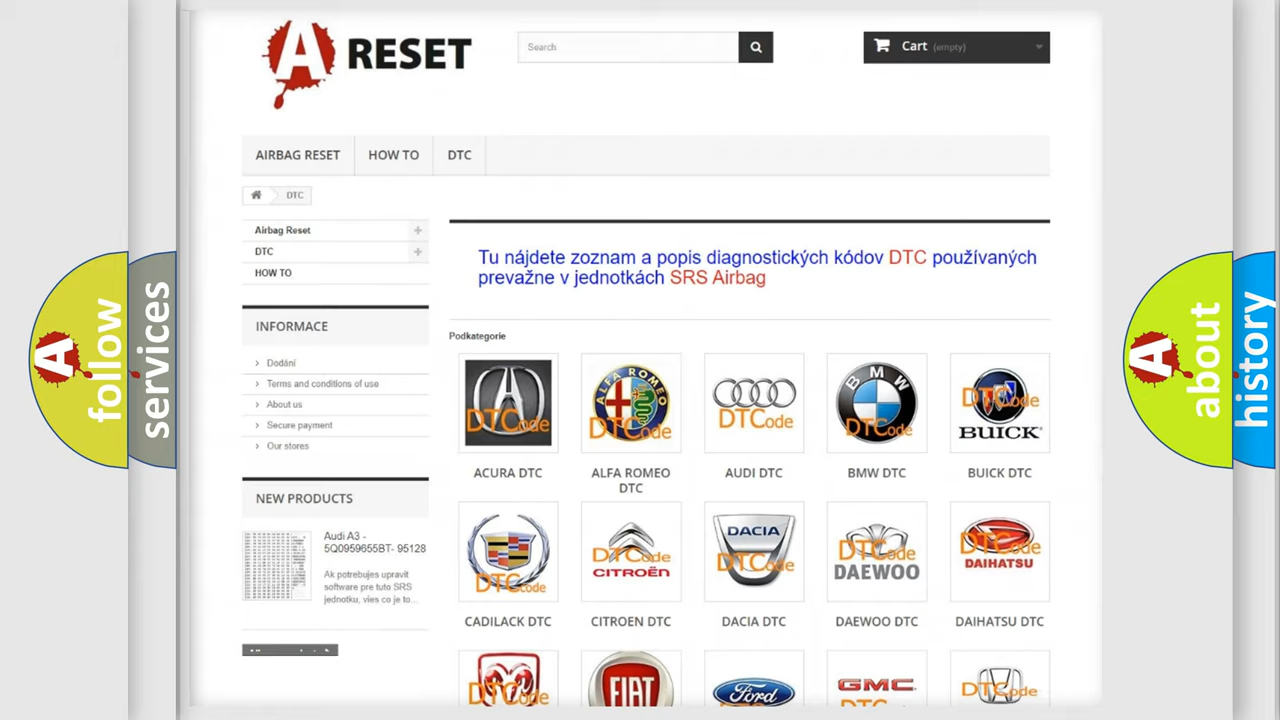 A RESET
Search
Cart (empty)
AIRBAG RESET
HOW TO
DTC
DTC
Airbag Reset
DTC
HOW TO
Tu nájdete zoznam a popis diagnostických kódov DTC používaných
prevažne v jednotkách SRS Airbag
INFORMACE
Dodání
Terms and conditions of use
About us
Secure payment
Our stores
Podkategorie
DTCode
ALFA ROMEO
DTCode
DTCode
BMW
DTCode
DTCode
BUICK
ACURA DTC
ALFA ROMEO
DTC
AUDI DTC
BMW DTC
BUICK DTC
NEW PRODUCTS
Audi A3 -
5Q0959655BT- 95128
Ak potrebujes upravit
software pre tuto SRS
jednotku, vies co je to...
DTCode
DTCode
CITROËN
DACIA
DTCode
DTCode
DAEWOO
DTCode
DAIHATSU
CADILACK DTC
CITROEN DTC
DACIA DTC
DAEWOO DTC
DAIHATSU DTC
DTCode
FIAT
Ford
GMC
DTCode
A follow
services
A about
history